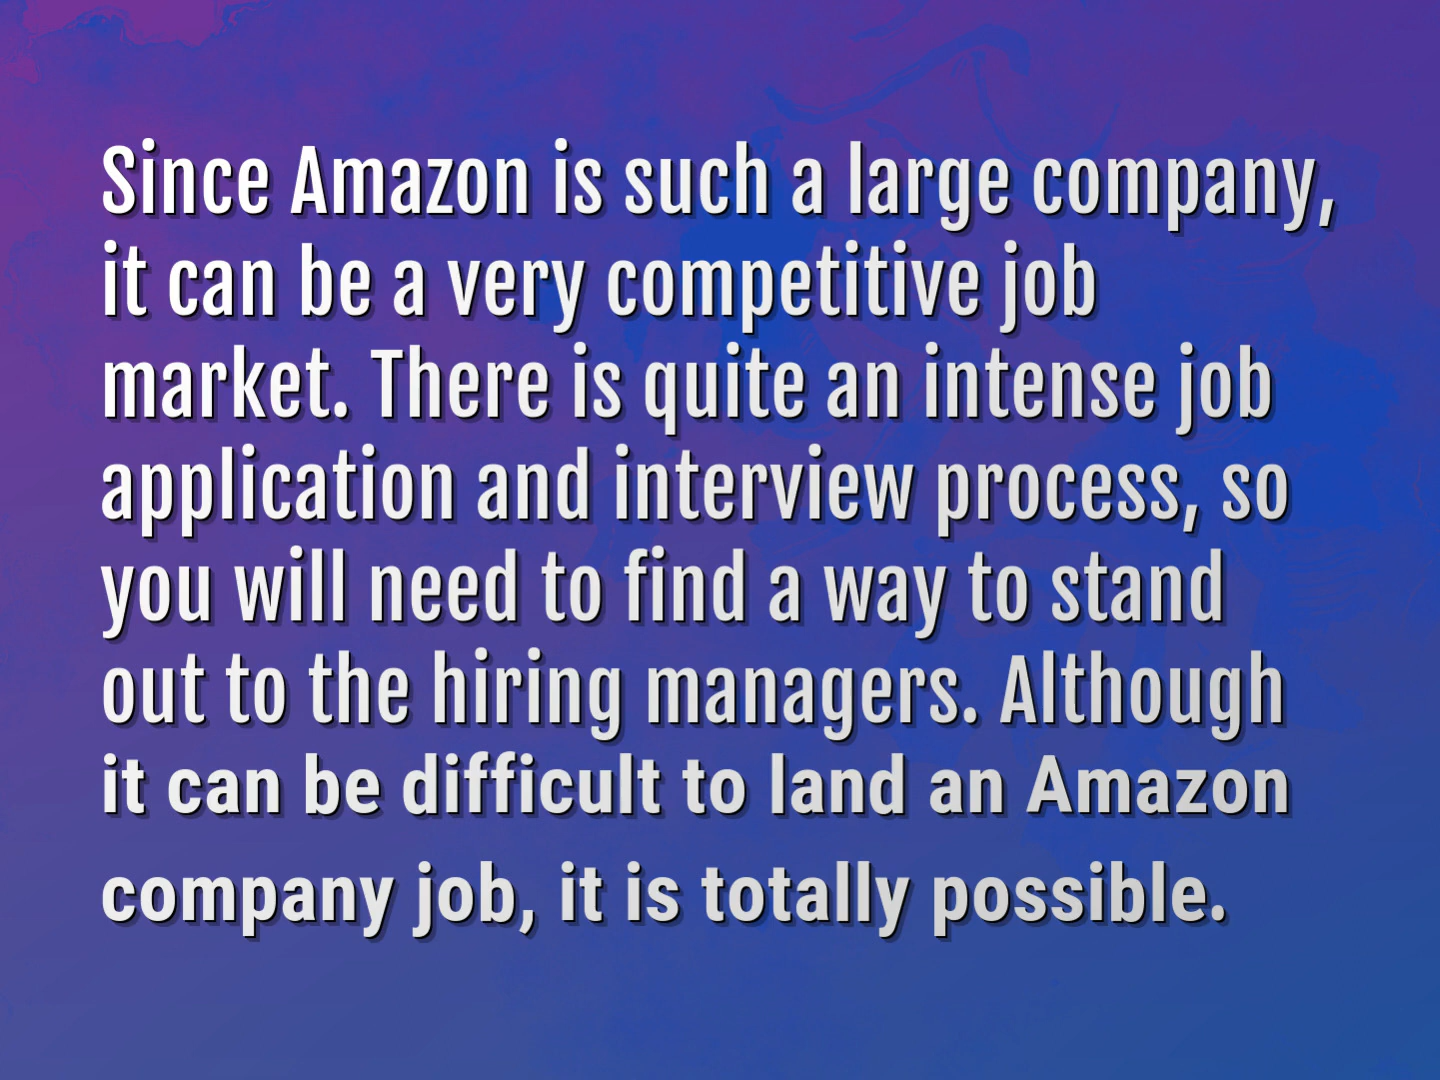 Since Amazon is such a large company,
it can be a very competitive job
market. There is quite an intense job
application and interview process, so
you will need to find a way to stand
out to the hiring managers. Although
it can be difficult to land an Amazon
company job, it is totally possible.